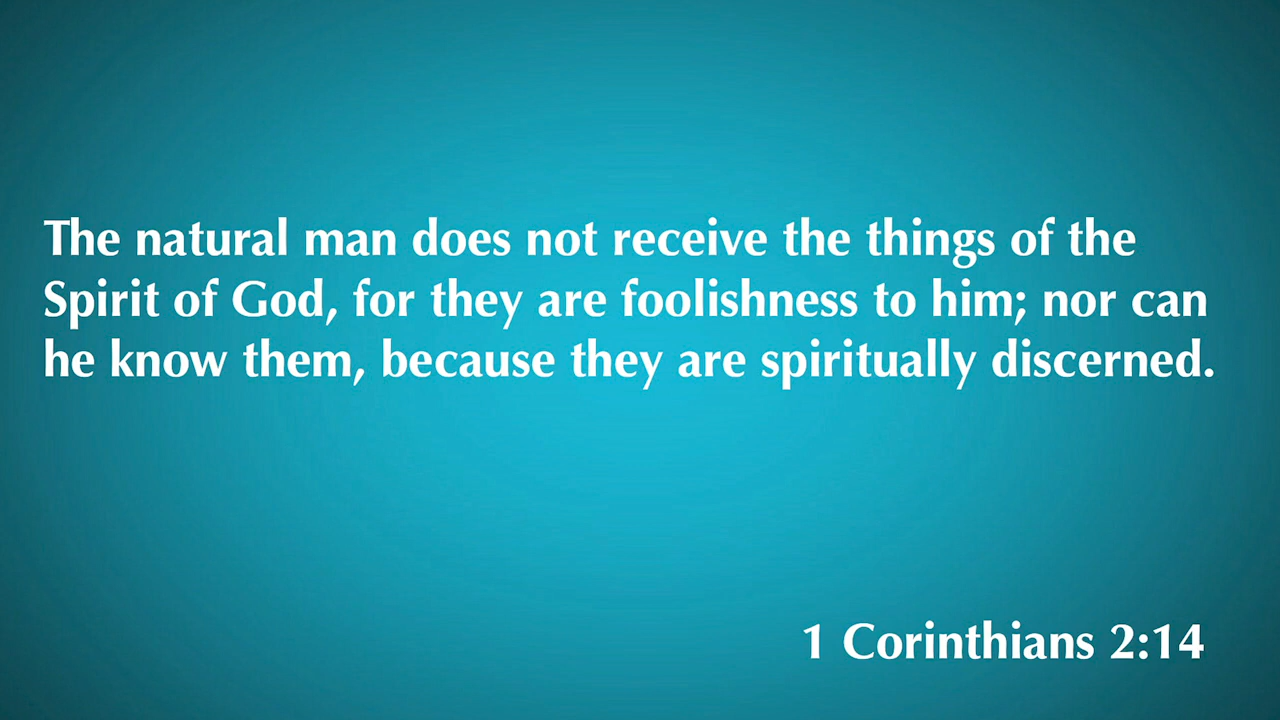 The natural man does not receive the things of the
Spirit of God, for they are foolishness to him; nor can
he know them, because they are spiritually discerned.
1 Corinthians 2:14